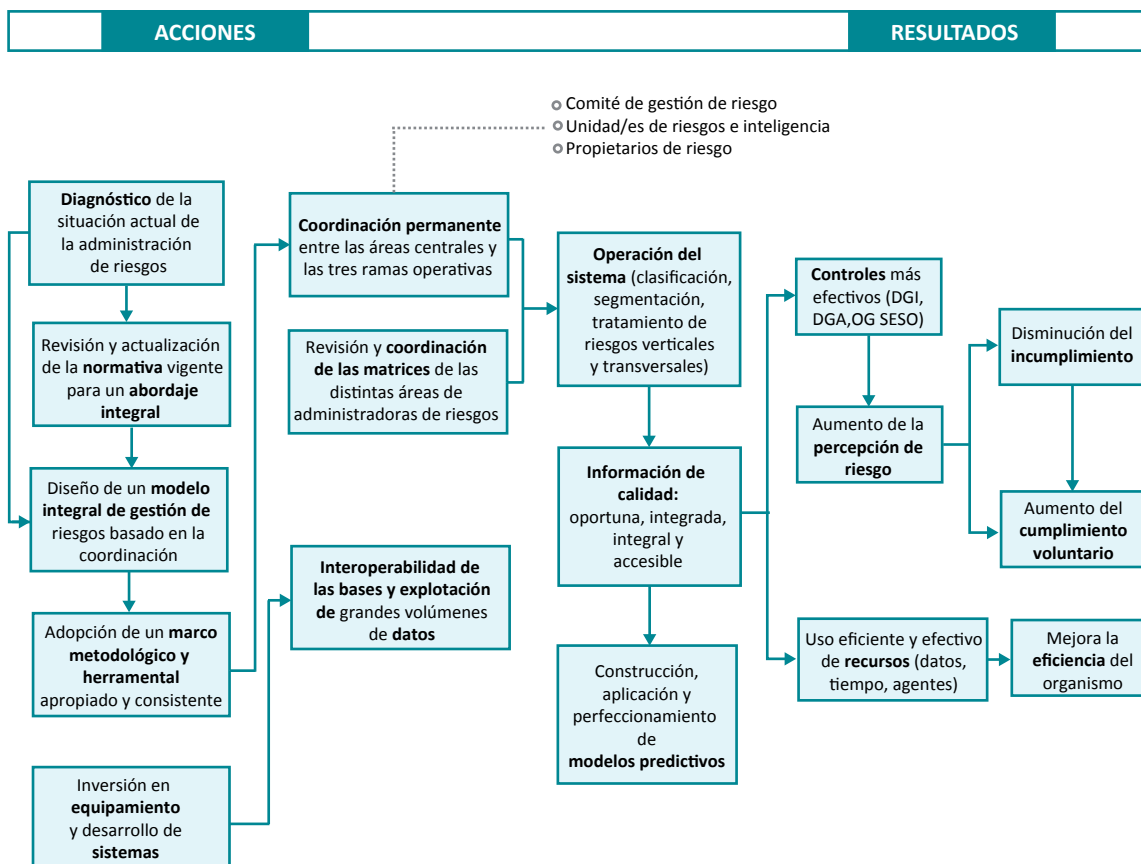 ACCIONES
RESULTADOS
Comité de gestión de riesgo
Unidad/es de riesgos e inteligencia
Propietarios de riesgo
Diagnóstico de la
situación actual de
la administración
de riesgos
Revisión y actualización
de la normativa vigente
para un abordaje
integral
Diseño de un modelo
integral de gestión de
riesgos basado en la
coordinación
Adopción de un marco
metodológico y
herramental
apropiado y consistente
Inversión en
equipamiento
y desarrollo de
sistemas
Coordinación permanente
entre las áreas centrales y
las tres ramas operativas
Revisión y coordinación
de las matrices de las
distintas áreas de
administradoras de riesgos
Interoperabilidad de
las bases y explotación
de grandes volúmenes
de datos
Operación del
sistema (clasificación,
segmentación,
tratamiento de
riesgos verticales
y transversales)
Información de
calidad:
oportuna, integrada,
integral y
accesible
Construcción,
aplicación y
perfeccionamiento
de
modelos predictivos
Controles más
efectivos (DGI,
DGA,OG SESO)
Aumento de la
percepción de
riesgo
Disminución del
incumplimiento
Aumento del
cumplimiento
voluntario
Uso eficiente y efectivo
de recursos (datos,
tiempo, agentes)
Mejora la
eficiencia del
organismo